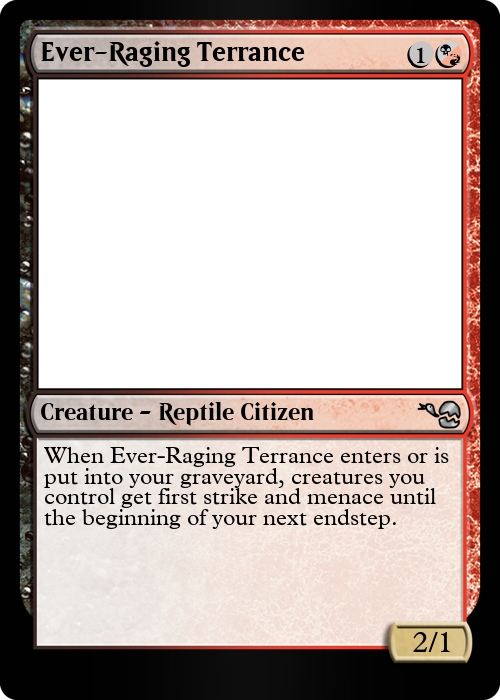 Ever-Raging Terrance 1
Creature - Reptile Citizen
When Ever-Raging Terrance enters or is
put into your graveyard, creatures you
control get first strike and menace until
the beginning of your next endstep.
2/1